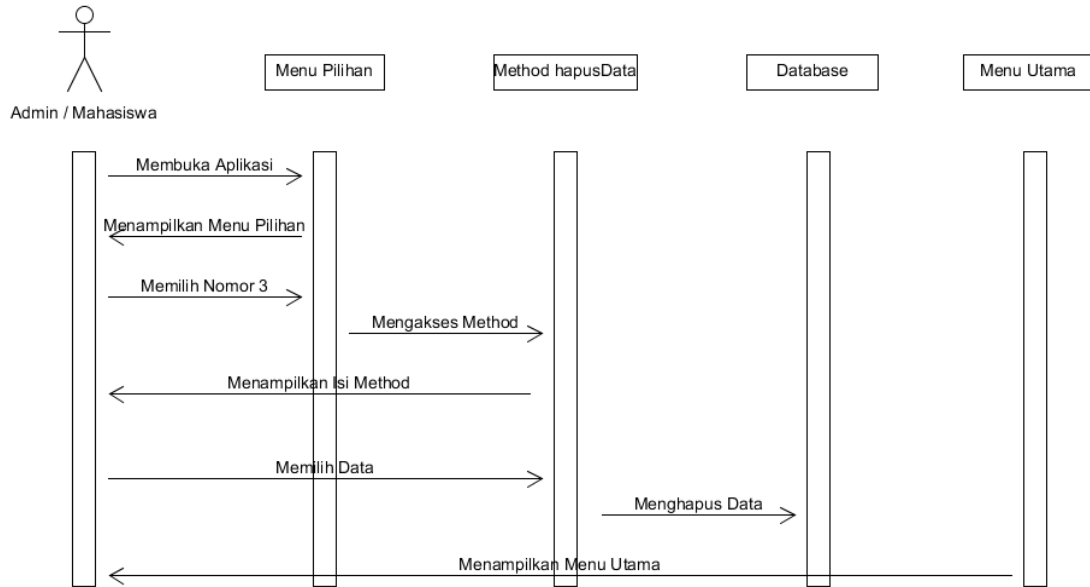 Admin / Mahasiswa
Menu Pilihan
Method hapusData
Database
Menu Utama
Membuka Aplikasi
Menampilkan Menu Pilihan
Memilih Nomor 3
Mengakses Method
Menampilkan Isi Method
Memilih Data
Menghapus Data
Menampilkan Menu Utama